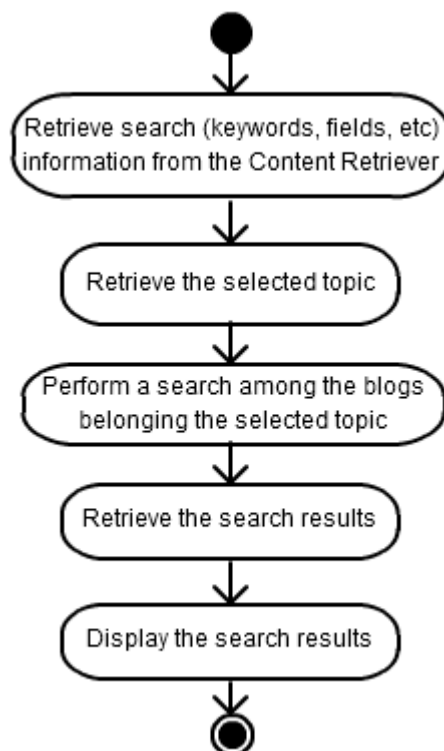 Retrieve search (keywords, fields, etc)
information from the Content Retriever
Retrieve the selected topic
Perform a search among the blogs
belonging the selected topic
Retrieve the search results
Display the search results